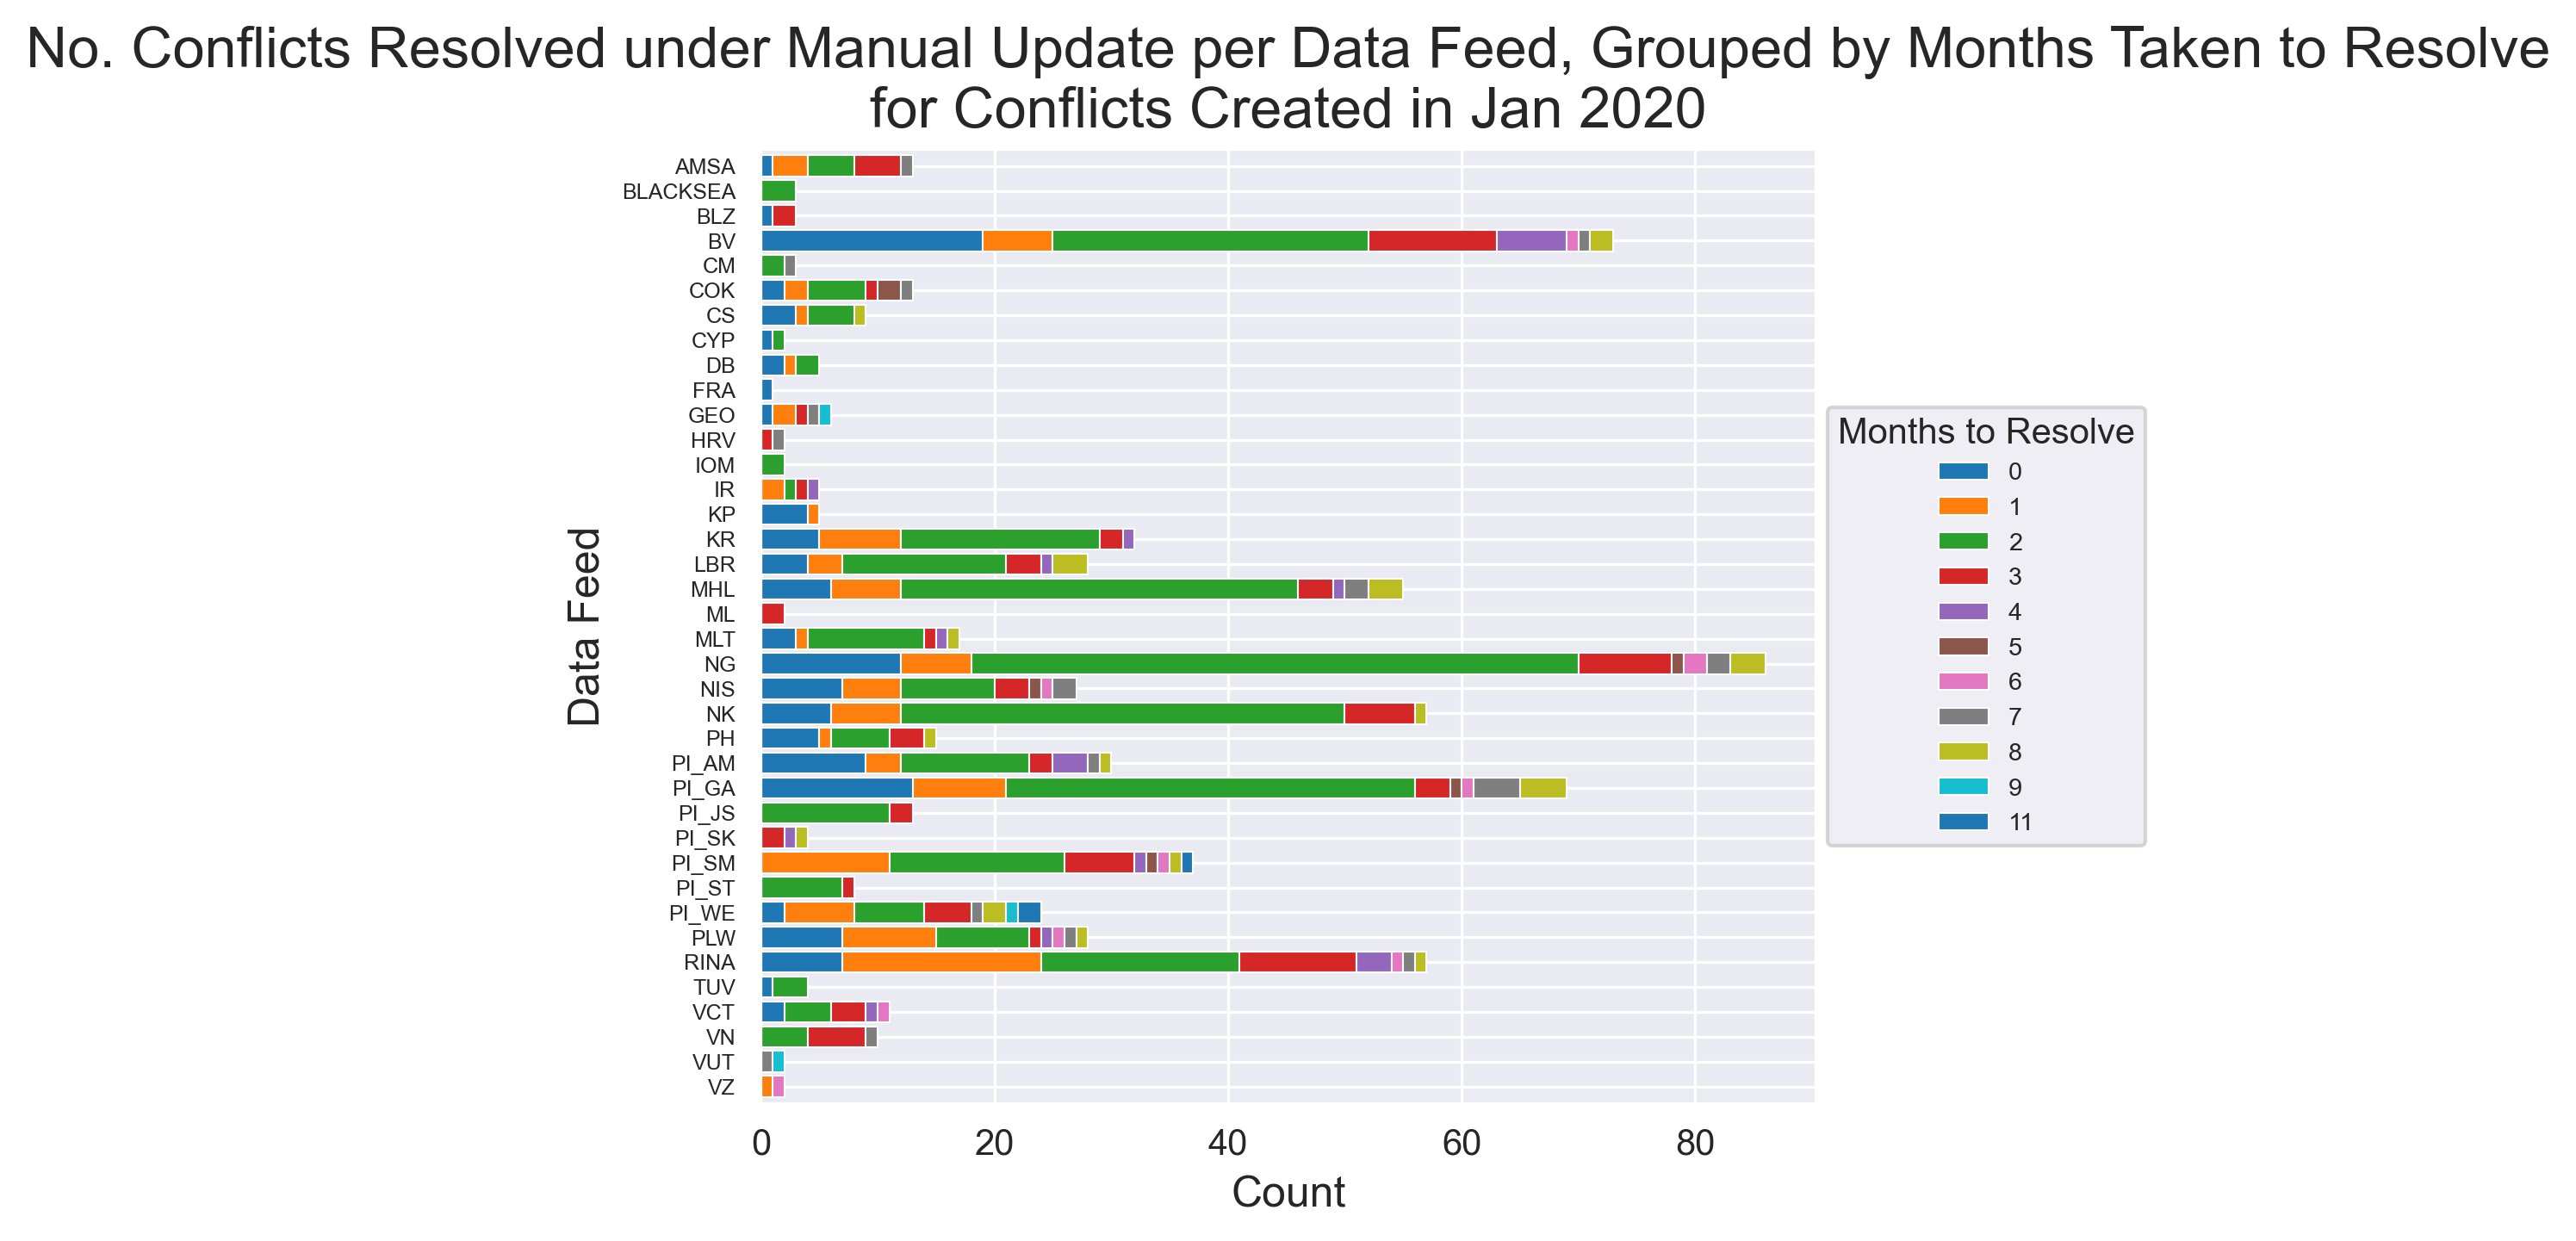 No. Conflicts Resolved under Manual Update per Data Feed, Grouped by Months Taken to Resolve
for Conflicts Created in Jan 2020
AMSA
BLACKSEA
BLZ
BV
CM
COK
CS
CYP
DB
FRA
GEO
HRV
IOM
IR
KP
KR
LBR
MHL
ML
MLT
NG
NIS
NK
PH
PI_AM
PI_GA
PI_JS
PI_SK
PI_SM
PI_ST
PI_WE
PLW
RINA
TUV
VCT
VN
VUT
VZ
Data Feed
0 20 40 60 80
Count
Months to Resolve
0
1
2
3
4
5
6
7
8
9
11